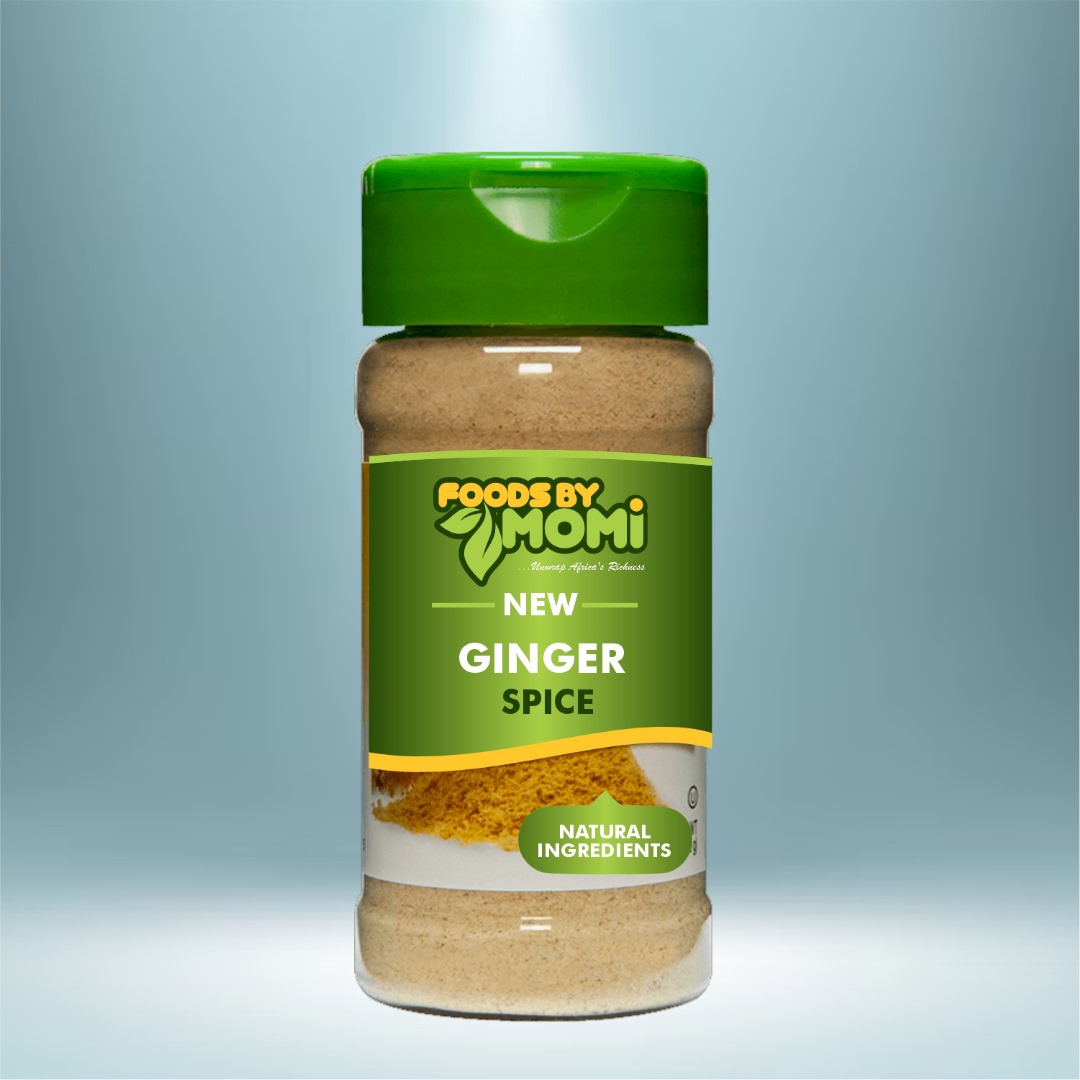 FOODS BY
MOMi
...Unwrap Africa's Richness
NEW
GINGER
SPICE
U
NATURAL
INGREDIENTS